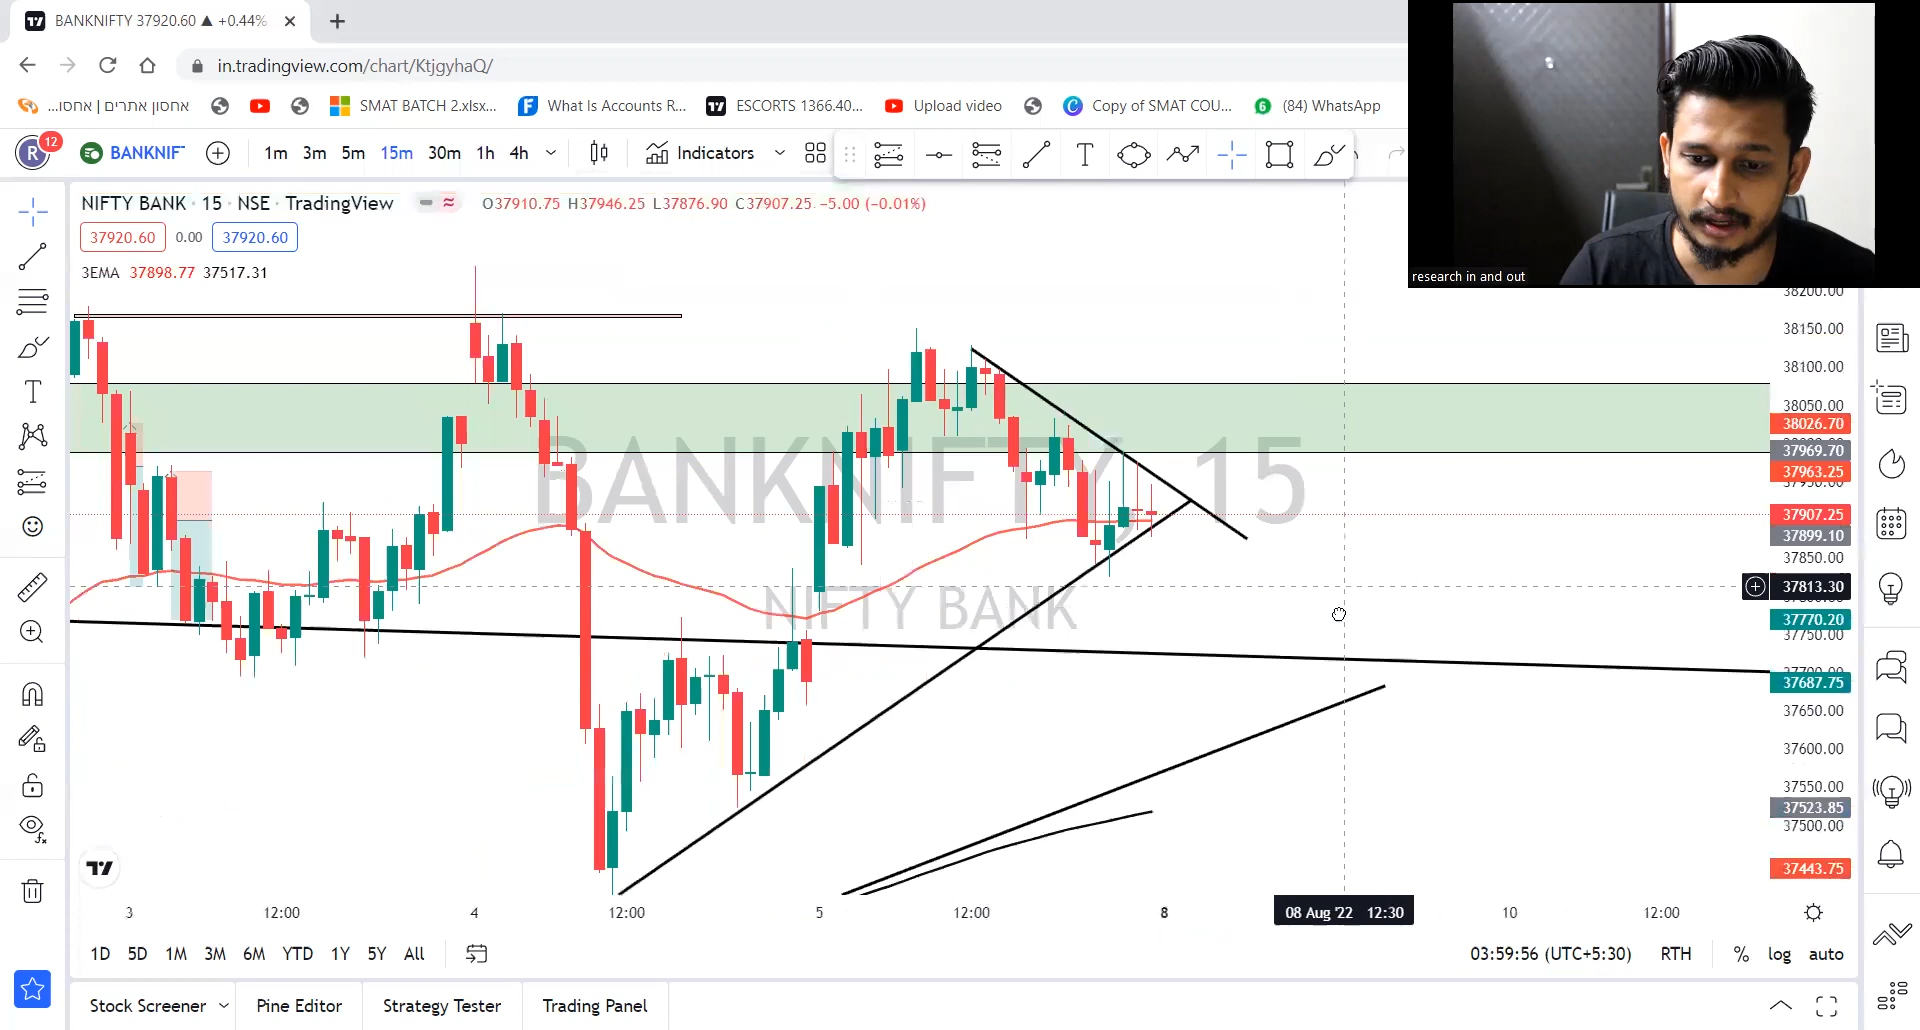 BANKNIFTY 37920.60 ▲ +0.44%
in.tradingview.com/chart/KtjgyhaQ/
אחסון אתרים | אחסו...
SMAT BATCH 2.xlsx...
What Is Accounts R...
ESCORTS 1366.40...
Upload video
Copy of SMAT COU...
(84) WhatsApp
R 12
BANKNIF
1m 3m 5m 15m 30m 1h 4h
Indicators
T
research in and out
NIFTY BANK · 15 · NSE · TradingView
O37910.75 H37946.25 L37876.90 C37907.25 −5.00 (−0.01%)
37920.60 0.00 37920.60
3EMA 37898.77 37517.31
BANKNIFTY, 15
NIFTY BANK
38200.00
38150.00
38100.00
38050.00
38026.70
37969.70
37963.25
37907.25
37899.10
37850.00
37813.30
37770.20
37750.00
37687.75
37650.00
37600.00
37550.00
37523.85
37500.00
37443.75
3 12:00 4 12:00 5 12:00 8 08 Aug '22 12:30 10 12:00
1D 5D 1M 3M 6M YTD 1Y 5Y All
03:59:56 (UTC+5:30) RTH % log auto
Stock Screener Pine Editor Strategy Tester Trading Panel